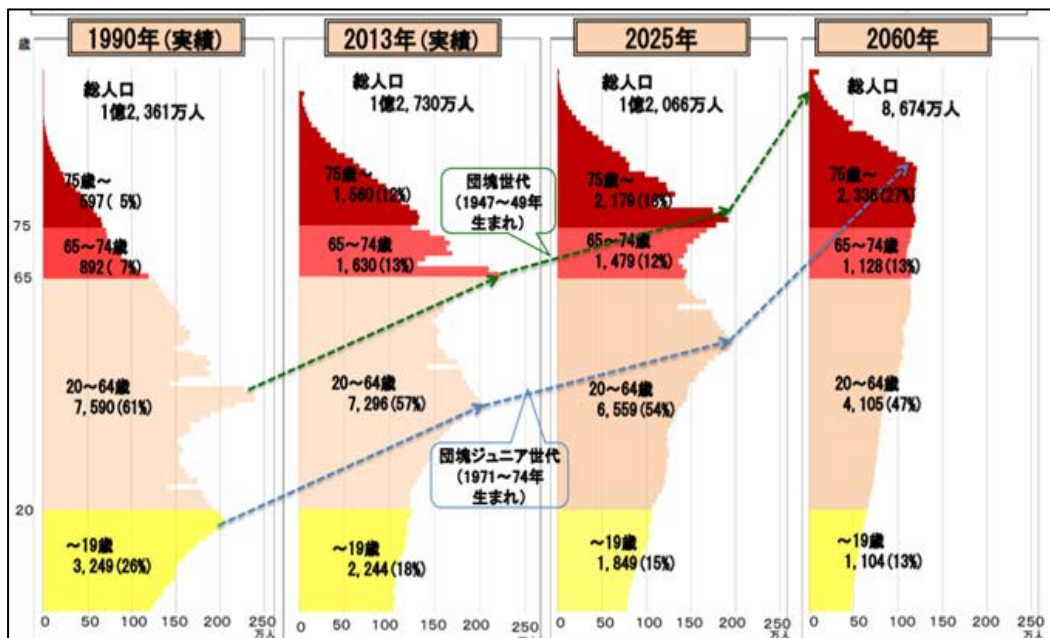 1990年(実績)
2013年(実績)
2025年
2060年
歳
75
65
20
総人口
1億2,361万人
75歳～
597( 5%)
65～74歳
892( 7%)
20～64歳
7,590(61%)
～19歳
3,249(26%)
0 50 100 150 200 250
万人
総人口
1億2,730万人
75歳～
1,560(12%)
65～74歳
1,630(13%)
20～64歳
7,296(57%)
～19歳
2,244(18%)
0 50 100 150 200 250
万人
団塊世代
(1947～49年
生まれ)
団塊ジュニア世代
(1971～74年
生まれ)
総人口
1億2,066万人
75歳～
2,179(18%)
65～74歳
1,479(12%)
20～64歳
6,559(54%)
～19歳
1,849(15%)
0 50 100 150 200 250
万人
総人口
8,674万人
75歳～
2,336(27%)
65～74歳
1,128(13%)
20～64歳
4,105(47%)
～19歳
1,104(13%)
0 50 100 150 200 250
万人